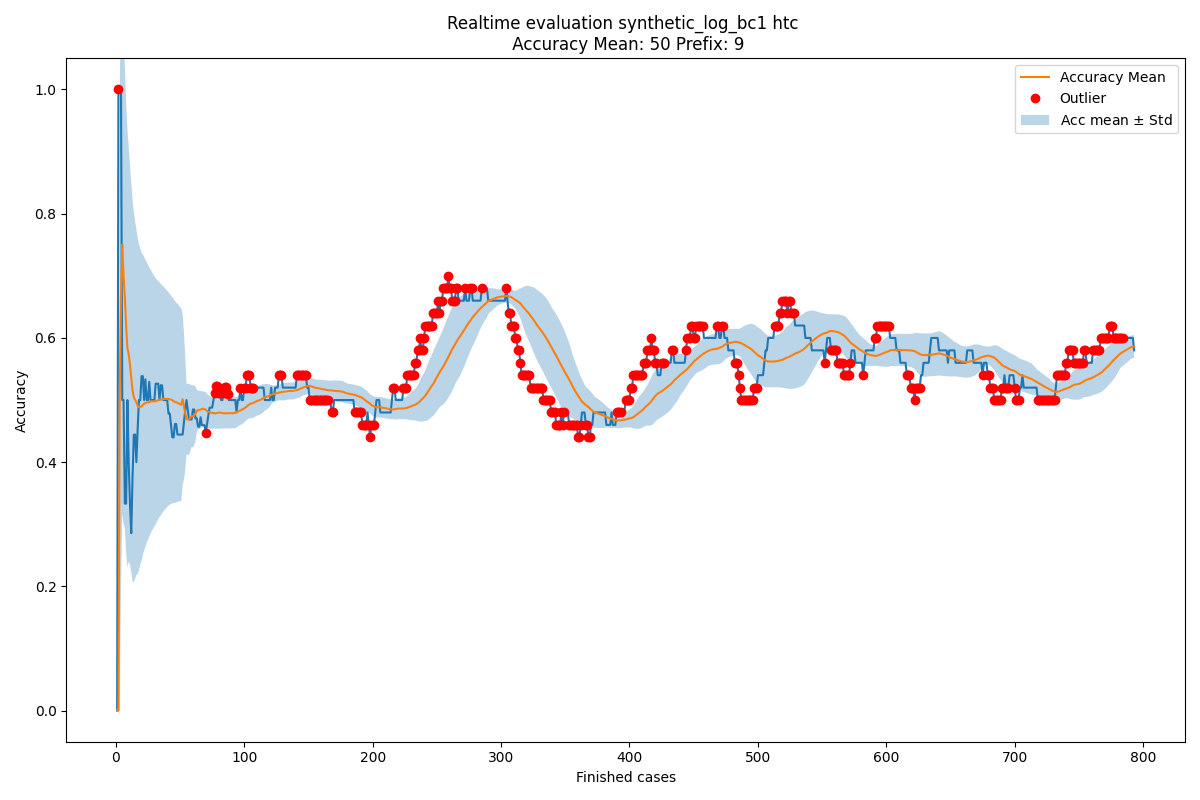 Realtime evaluation synthetic_log_bc1 htc
Accuracy Mean: 50 Prefix: 9
Accuracy Mean
Outlier
Acc mean ± Std
1.0
0.8
0.6
0.4
0.2
0.0
Accuracy
0 100 200 300 400 500 600 700 800
Finished cases